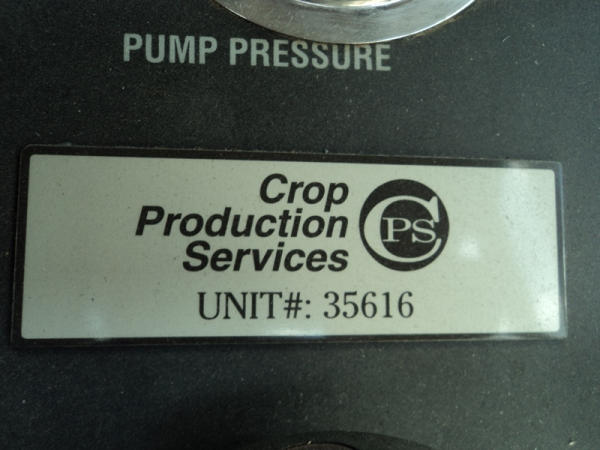 PUMP PRESSURE
Crop
Production
Services
CPS
UNIT#: 35616